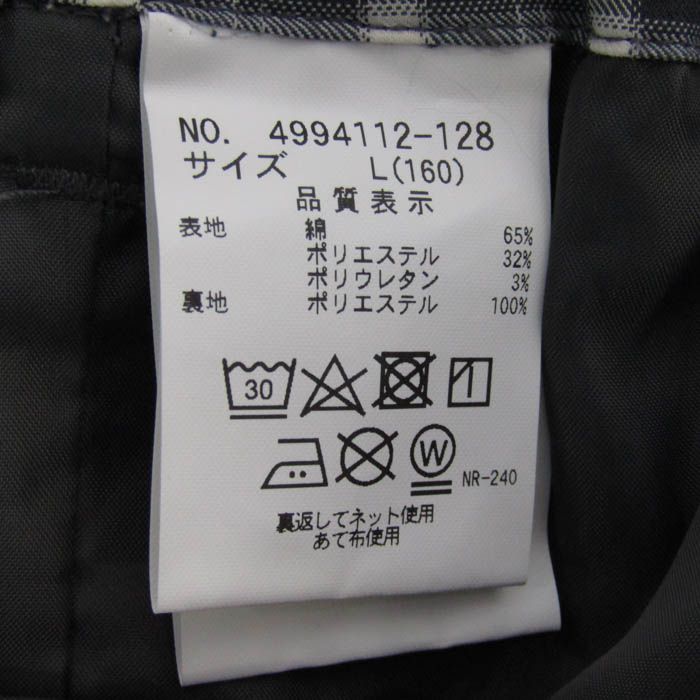 NO. 4994112-128
サイズ L(160)
品質表示
表地 綿 65%
ポリエステル 32%
ポリウレタン 3%
裏地 ポリエステル 100%
30
W
NR-240
裏返してネット使用
あて布使用